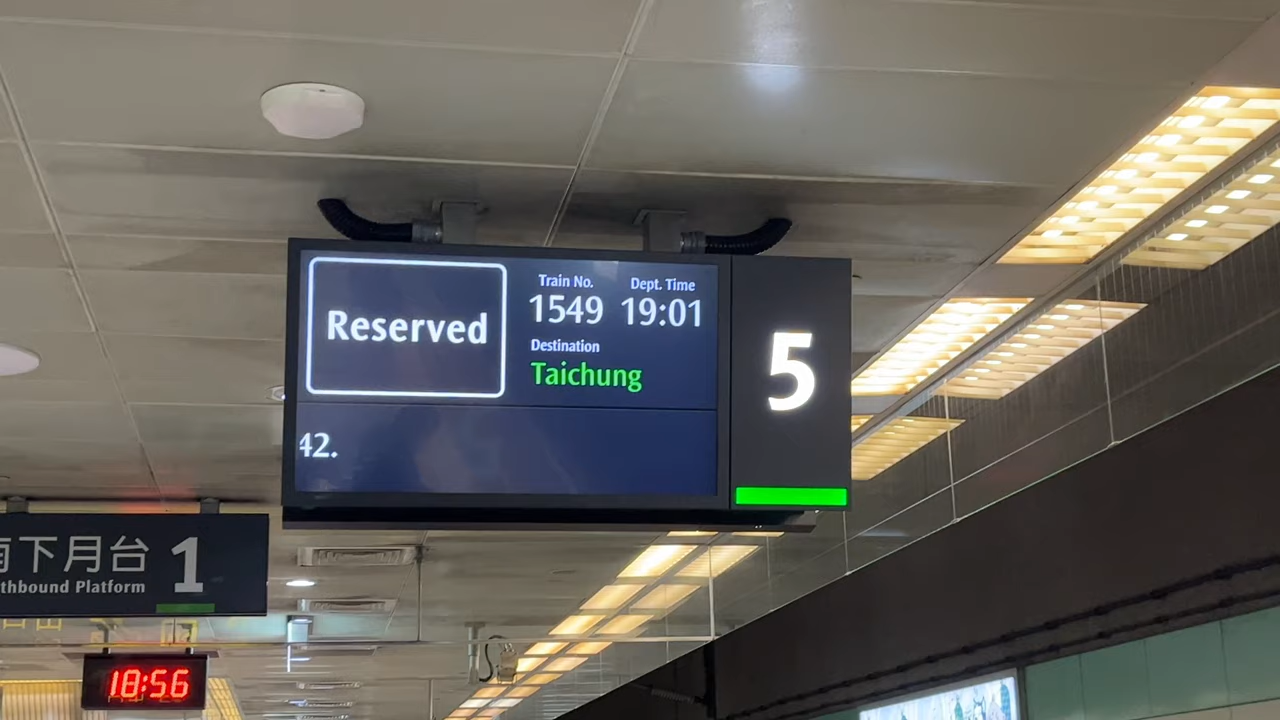 Reserved
Train No. Dept. Time
1549 19:01
Destination
Taichung
5
42.
南下月台 1
thbound Platform
18:56